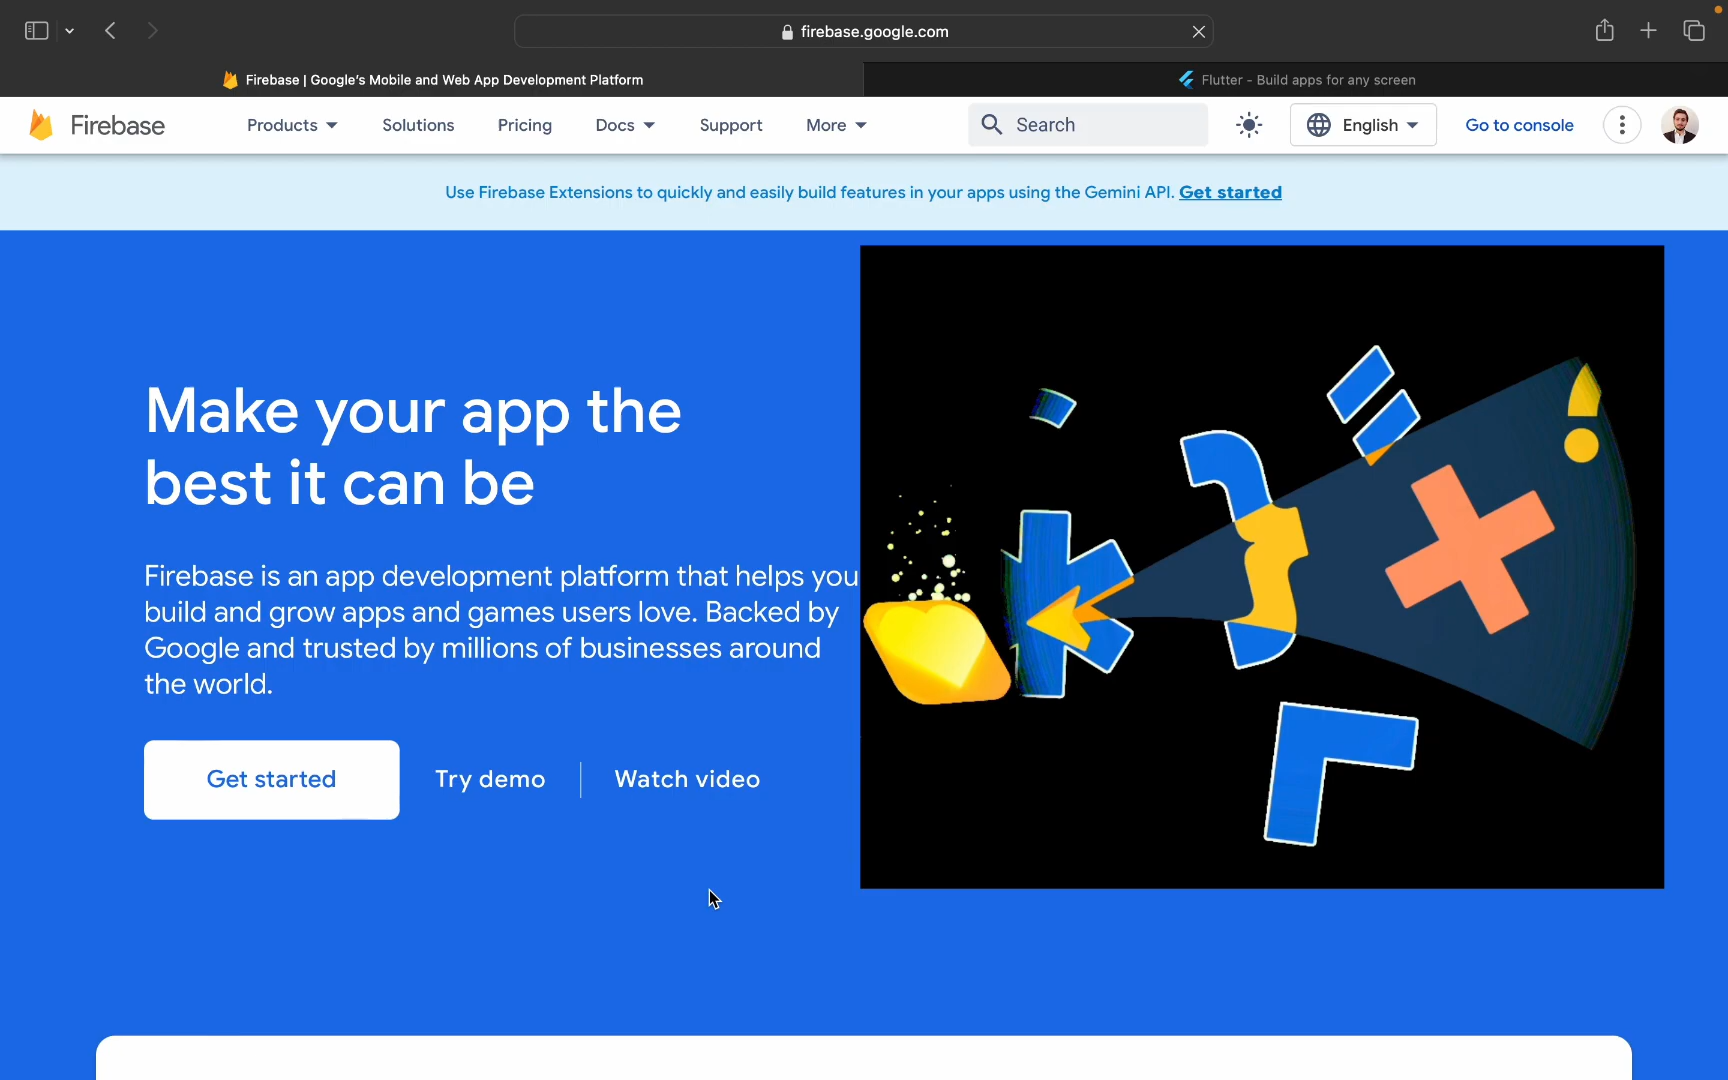 firebase.google.com
Firebase | Google's Mobile and Web App Development Platform
Flutter - Build apps for any screen
Firebase
Products
Solutions
Pricing
Docs
Support
More
Search
English
Go to console
Use Firebase Extensions to quickly and easily build features in your apps using the Gemini API. Get started
Make your app the
best it can be
Firebase is an app development platform that helps you
build and grow apps and games users love. Backed by
Google and trusted by millions of businesses around
the world.
Get started
Try demo
Watch video